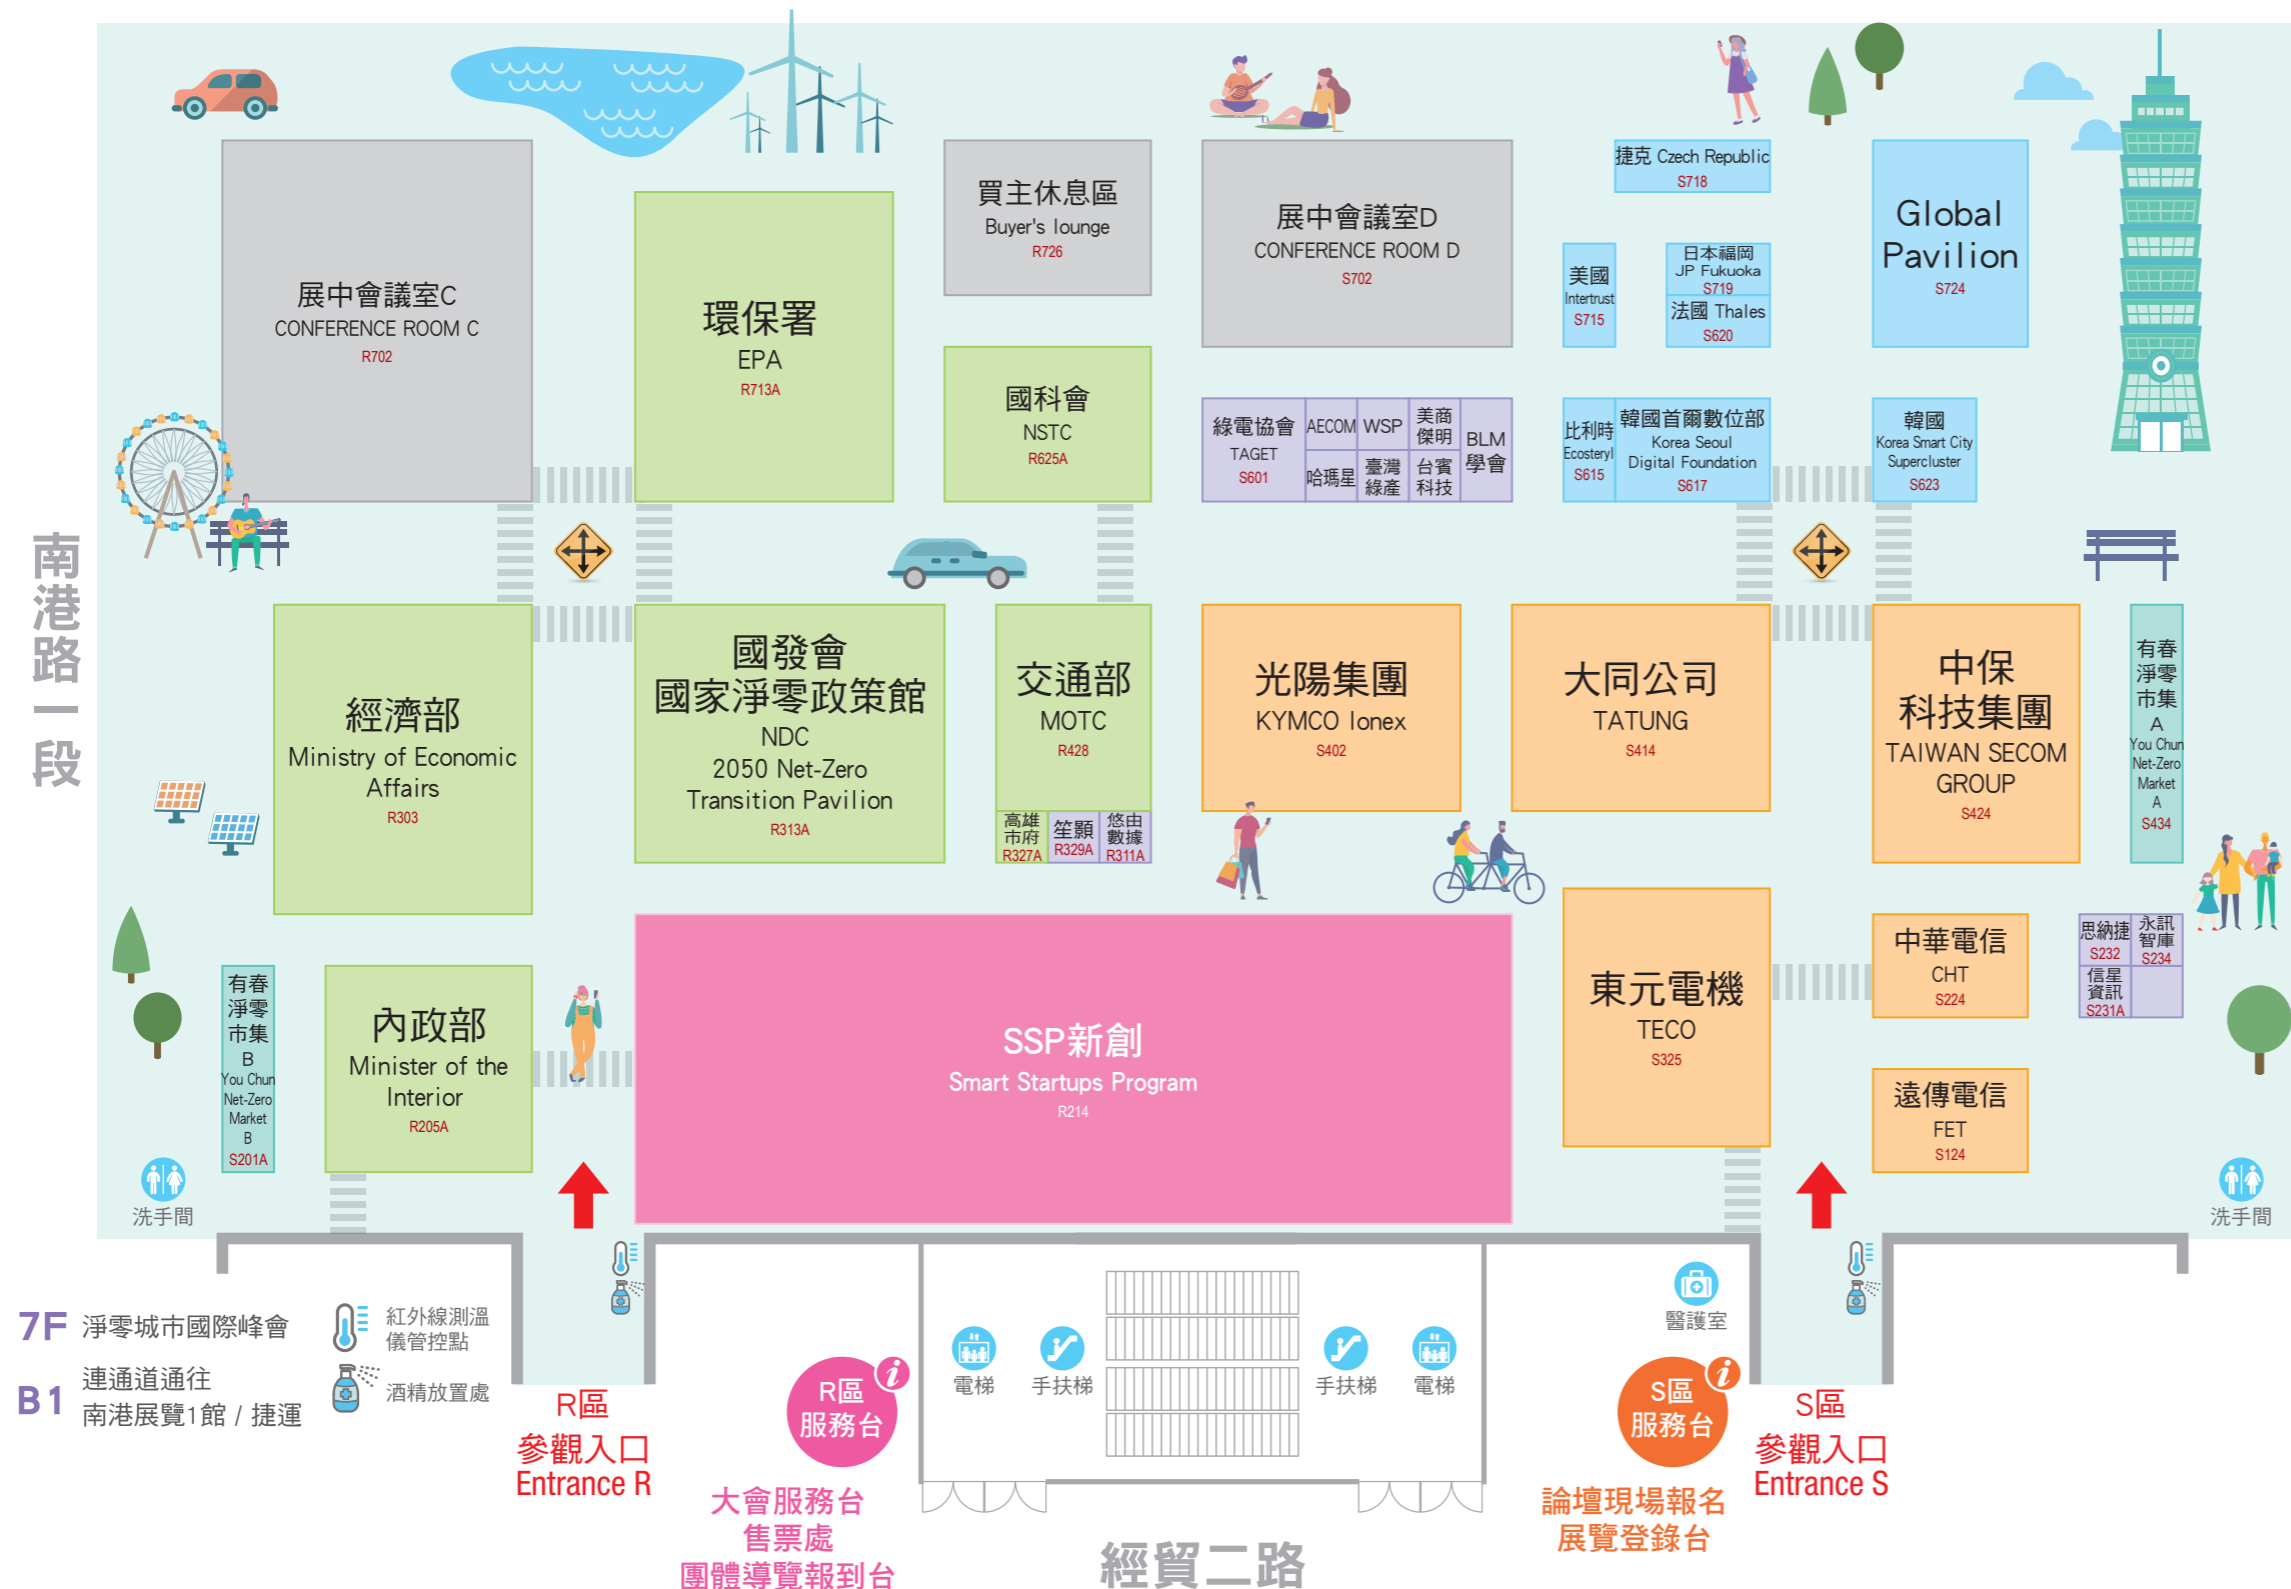 捷克 Czech Republic
S718
買主休息區
Buyer's lounge
R726
展中會議室D
CONFERENCE ROOM D
S702
Global
Pavilion
S724
展中會議室C
CONFERENCE ROOM C
R702
環保署
EPA
R713A
美國
Intertrust
S715
日本福岡
JP Fukuoka
S719
法國 Thales
S620
國科會
NSTC
R625A
綠電協會
TAGET
S601
AECOM
WSP
美商
傑明
哈瑪星
臺灣
綠產
台賓
科技
BLM
學會
比利時
Ecosteryl
S615
韓國首爾數位部
Korea Seoul
Digital Foundation
S617
韓國
Korea Smart City
Supercluster
S623
南港路一段
經濟部
Ministry of Economic
Affairs
R303
國發會
國家淨零政策館
NDC
2050 Net-Zero
Transition Pavilion
R313A
交通部
MOTC
R428
高雄
市府
R327A
笙顥
R329A
悠由
數據
R311A
光陽集團
KYMCO Ionex
S402
大同公司
TATUNG
S414
中保
科技集團
TAIWAN SECOM
GROUP
S424
有春
淨零
市集
A
You Chun
Net-Zero
Market
A
S434
有春
淨零
市集
B
You Chun
Net-Zero
Market
B
S201A
內政部
Minister of the
Interior
R205A
SSP新創
Smart Startups Program
R214
東元電機
TECO
S325
中華電信
CHT
S224
思納捷
S232
永訊
智庫
S234
信星
資訊
S231A
遠傳電信
FET
S124
洗手間
洗手間
7F 淨零城市國際峰會
B1 連通道通往
南港展覽1館 / 捷運
紅外線測溫
儀管控點
酒精放置處
R區
參觀入口
Entrance R
R區
服務台
大會服務台
售票處
團體導覽報到台
電梯
手扶梯
手扶梯
電梯
醫護室
S區
服務台
論壇現場報名
展覽登錄台
S區
參觀入口
Entrance S
經貿二路